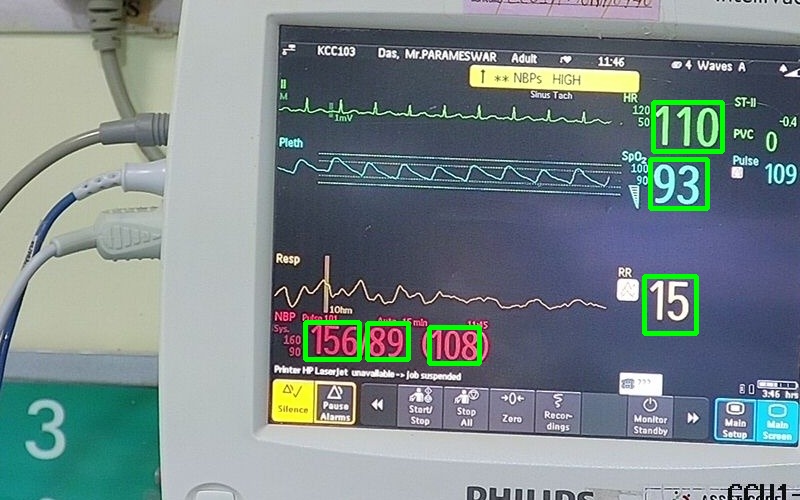 KCC103 Das, Mr.PARAMESWAR Adult 11:46 4 Waves A
** NBPs HIGH
Sinus Tach
II
M
1mV
HR
120
50
110
ST-II
-0.4
PVC 0
Pleth
SpO₂
100
90
93
Pulse
109
Resp
10hm
RR
15
NBP Pulse 101 Auto 15 min 11:45
Sys.
160
90
156/89 (108)
Printer HP LaserJet unavailable-> job suspended
???
3:46 hrs
Silence
Pause Alarms
Start/ Stop
Stop All
→0← Zero
Recor- dings
Monitor Standby
Main Setup
Main Screen
3
PHILIPS
CCU1